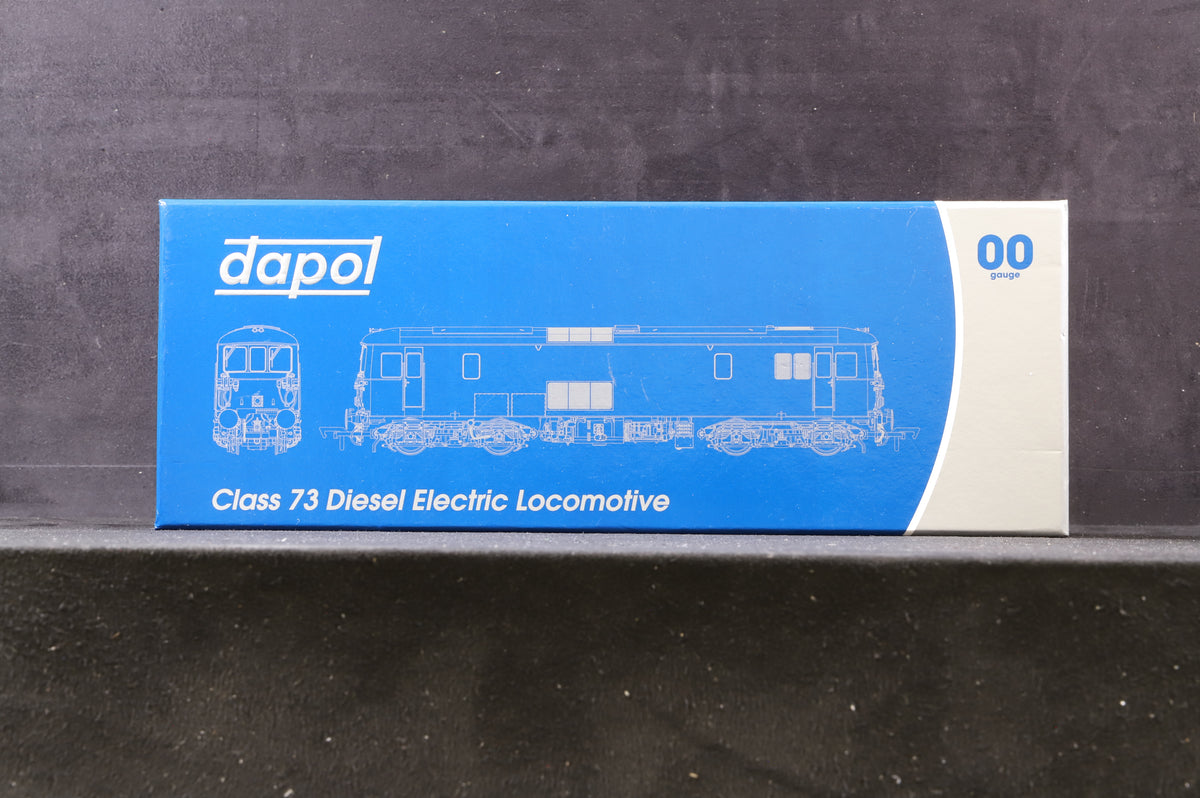 dapol
00
gauge
Class 73 Diesel Electric Locomotive